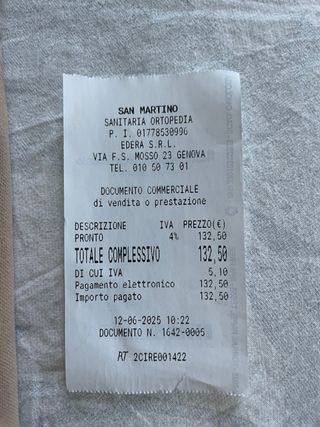 SAN MARTINO
SANITARIA ORTOPEDIA
P. I. 01778530996
EDERA S.R.L.
VIA F.S. MOSSO 23 GENOVA
TEL. 010 50 73 01
DOCUMENTO COMMERCIALE
di vendita o prestazione
DESCRIZIONE IVA PREZZO(€)
PRONTO 4% 132,50
TOTALE COMPLESSIVO 132,50
DI CUI IVA 5,10
Pagamento elettronico 132,50
Importo pagato 132,50
12-06-2025 10:22
DOCUMENTO N. 1642-0005
RT 2CIRE001422